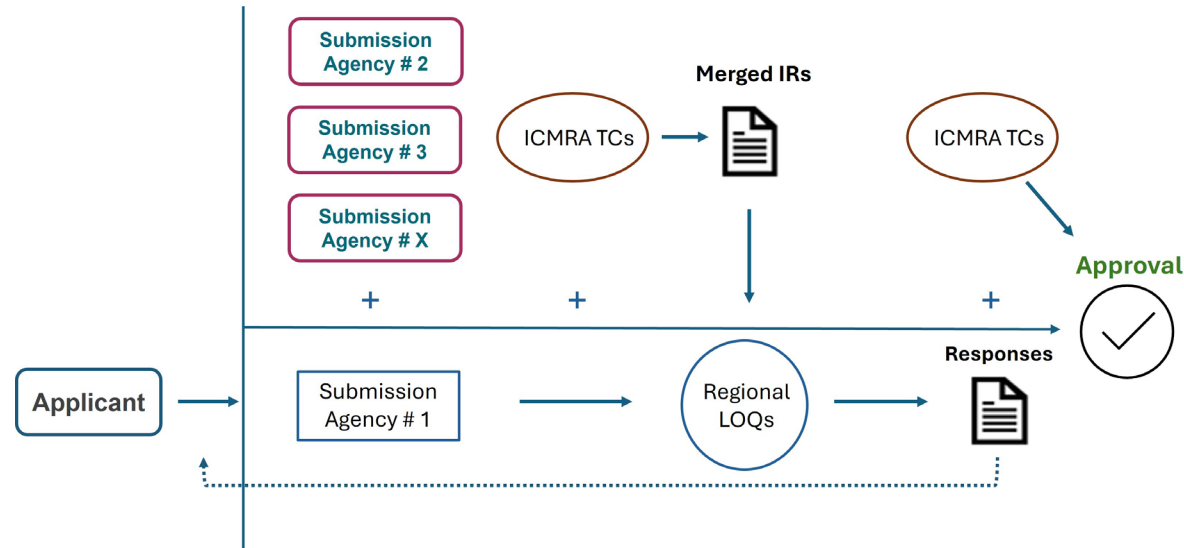 Submission
Agency # 2
Submission
Agency # 3
Submission
Agency # X
ICMRA TCs
Merged IRs
ICMRA TCs
Approval
+
+
+
Applicant
Submission
Agency # 1
Regional
LOQs
Responses